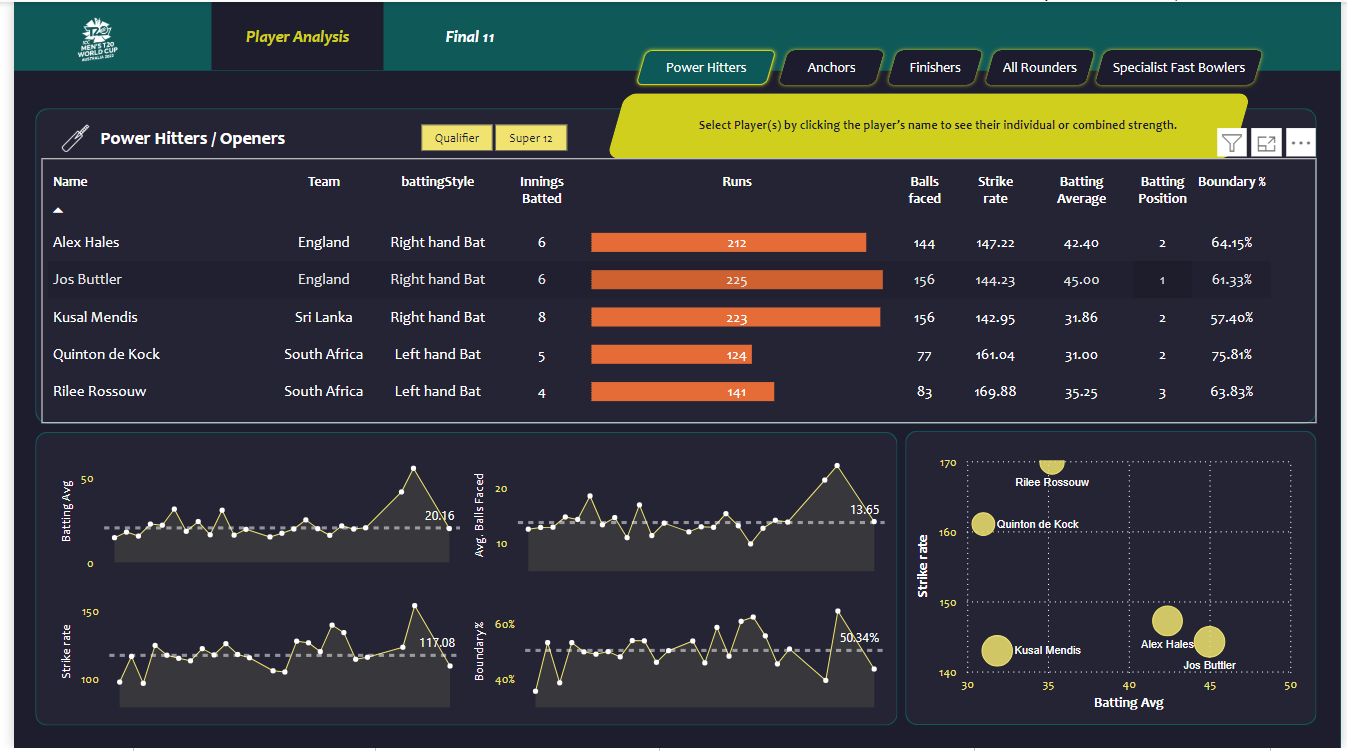 ICC
MEN'S T20
WORLD CUP
AUSTRALIA 2022
Player Analysis
Final 11
Power Hitters
Anchors
Finishers
All Rounders
Specialist Fast Bowlers
Select Player(s) by clicking the player's name to see their individual or combined strength.
Power Hitters / Openers
Qualifier
Super 12
Name Team battingStyle Innings Batted Runs Balls faced Strike rate Batting Average Batting Position Boundary %
Alex Hales England Right hand Bat 6 212 144 147.22 42.40 2 64.15%
Jos Buttler England Right hand Bat 6 225 156 144.23 45.00 1 61.33%
Kusal Mendis Sri Lanka Right hand Bat 8 223 156 142.95 31.86 2 57.40%
Quinton de Kock South Africa Left hand Bat 5 124 77 161.04 31.00 2 75.81%
Rilee Rossouw South Africa Left hand Bat 4 141 83 169.88 35.25 3 63.83%
Batting Avg
50
0
20.16
Avg. Balls Faced
20
10
13.65
Strike rate
150
100
117.08
Boundary%
60%
40%
50.34%
Strike rate
170
160
150
140
Rilee Rossouw
Quinton de Kock
Alex Hales
Kusal Mendis
Jos Buttler
30 35 40 45 50
Batting Avg